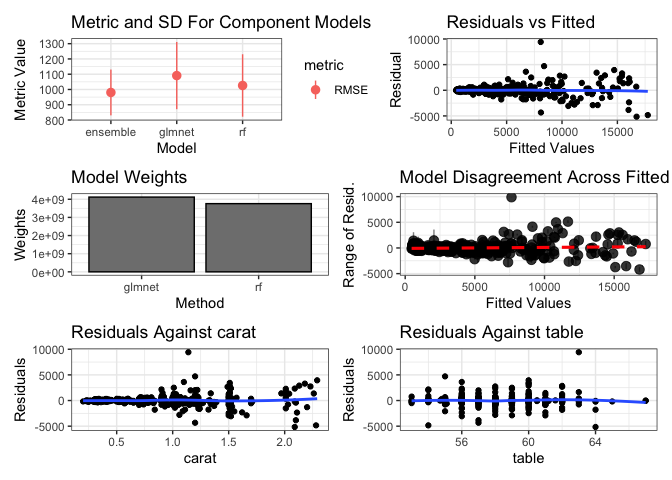 Metric and SD For Component Models
Metric Value
1300
1200
1100
1000
900
800
ensemble glmnet rf
Model
metric
RMSE
Residuals vs Fitted
Residual
10000
5000
0
-5000
0 5000 10000 15000
Fitted Values
Model Weights
Weights
4e+09
3e+09
2e+09
1e+09
0e+00
glmnet rf
Method
Model Disagreement Across Fitted
Range of Resid.
10000
5000
0
-5000
0 5000 10000 15000
Fitted Values
Residuals Against carat
Residuals
10000
5000
0
-5000
0.5 1.0 1.5 2.0
carat
Residuals Against table
Residuals
10000
5000
0
-5000
56 60 64
table